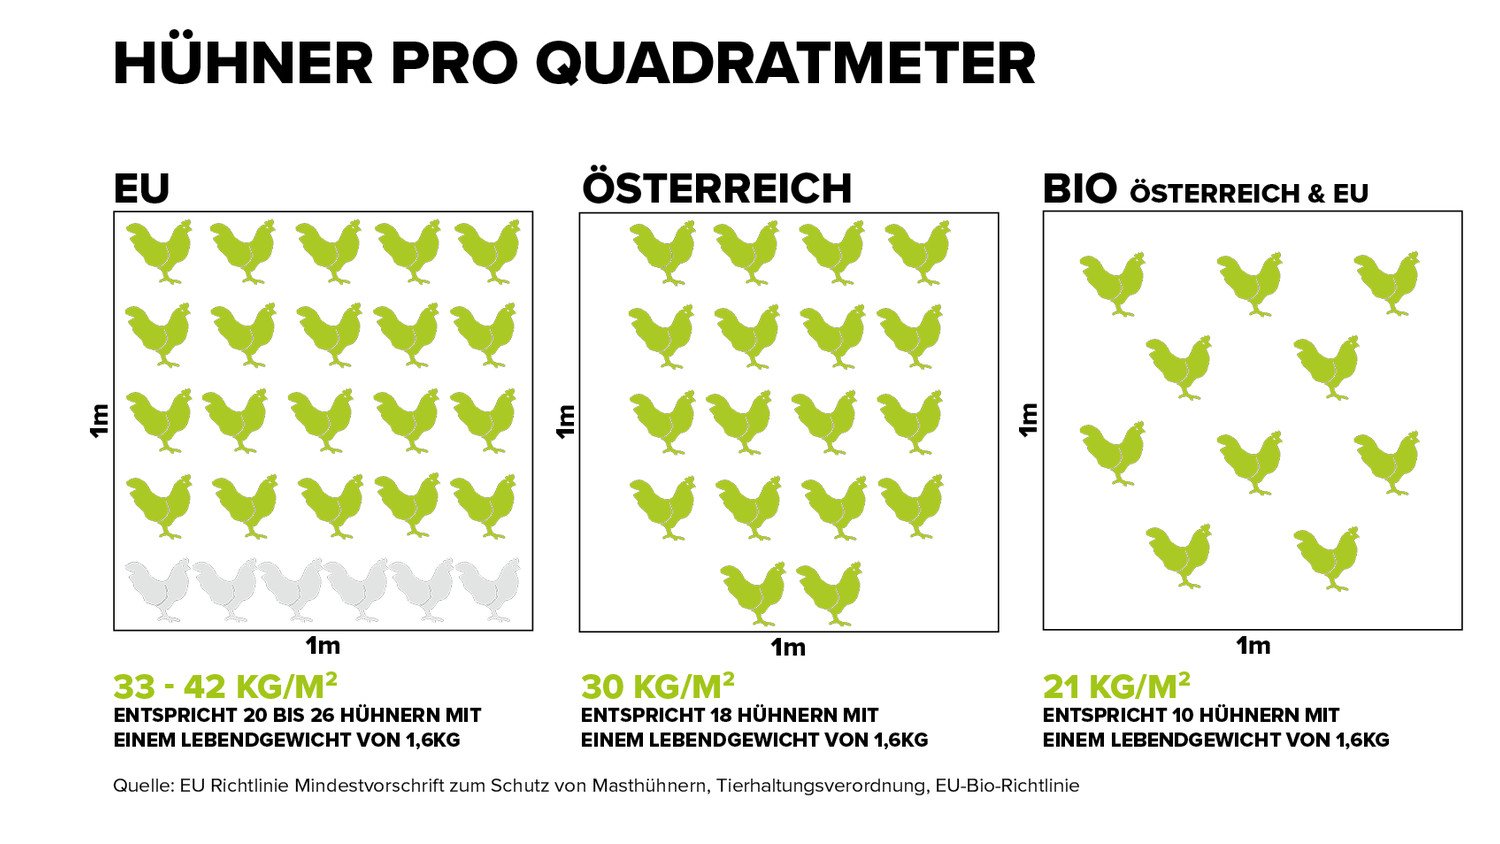 HÜHNER PRO QUADRATMETER
EU
1m
1m
33 - 42 KG/M²
ENTSPRICHT 20 BIS 26 HÜHNERN MIT
EINEM LEBENDGEWICHT VON 1,6KG
ÖSTERREICH
1m
1m
30 KG/M²
ENTSPRICHT 18 HÜHNERN MIT
EINEM LEBENDGEWICHT VON 1,6KG
BIO ÖSTERREICH & EU
1m
1m
21 KG/M²
ENTSPRICHT 10 HÜHNERN MIT
EINEM LEBENDGEWICHT VON 1,6KG
Quelle: EU Richtlinie Mindestvorschrift zum Schutz von Masthühnern, Tierhaltungsverordnung, EU-Bio-Richtlinie